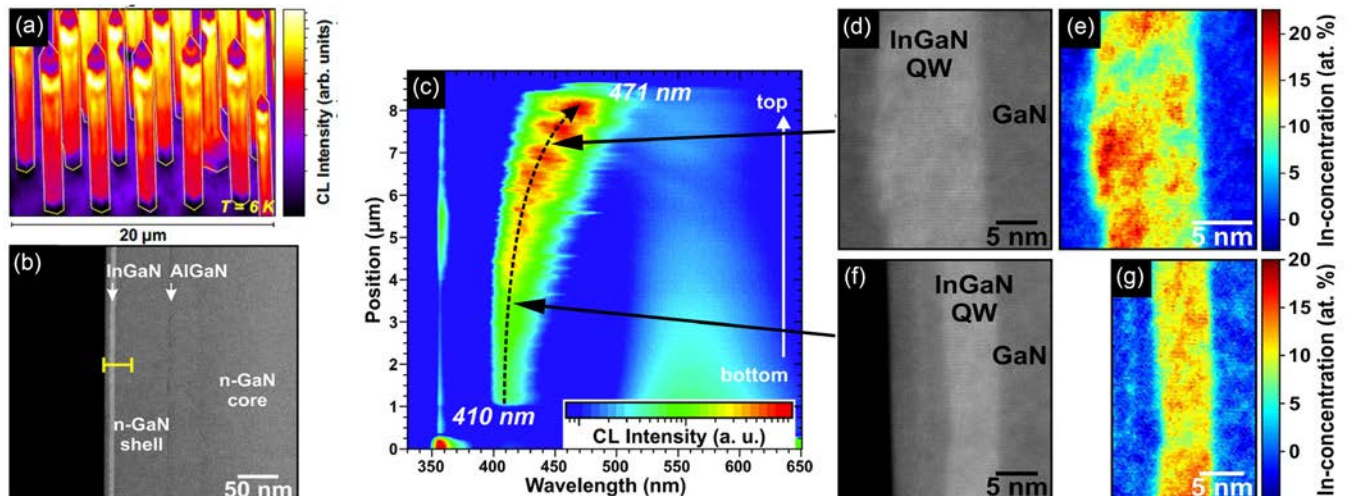 (a)
CL Intensity (arb. units)
T = 6 K
20 µm
(b)
InGaN AlGaN
n-GaN
core
n-GaN
shell
50 nm
(c)
471 nm
top
bottom
410 nm
CL Intensity (a. u.)
Position (µm)
8
7
6
5
4
3
2
1
0
350 400 450 500 550 600 650
Wavelength (nm)
(d)
InGaN
QW
GaN
5 nm
(e)
5 nm
20
15
10
5
0
In-concentration (at. %)
(f)
InGaN
QW
GaN
5 nm
(g)
5 nm
20
15
10
5
0
In-concentration (at. %)